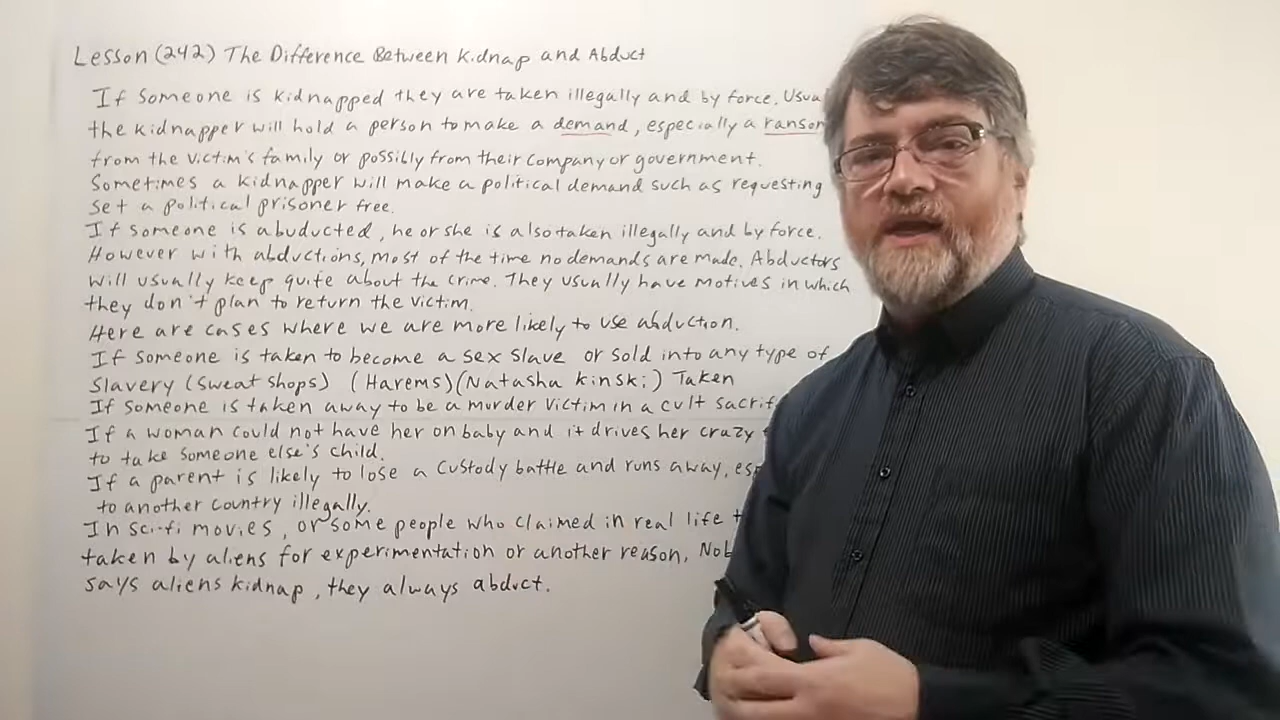 Lesson (242) The Difference Between Kidnap and Abduct
If someone is kidnapped they are taken illegally and by force.
the kidnapper will hold a person to make a demand, especially a
from the victim's family or possibly from their company or government.
Sometimes a kidnapper will make a political demand such as requesting
set a political prisoner free.
If someone is abuducted, he or she is also taken illegally and by force.
However with abductions, most of the time no demands are made. Abductors
will usually keep quite about the crime. They usually have motives in which
they don't plan to return the victim.
Here are cases where we are more likely to use abduction.
If someone is taken to become a sex slave or sold into any type of
slavery (sweat shops) (Harems) (Natasha Kinski) Taken
If someone is taken away to be a murder victim in a cult
If a woman could not have her on baby and it drives her crazy
to take someone else's child.
If a parent is likely to lose a custody battle and runs away,
to another country illegally.
In sci-fi movies, or some people who claimed in real life
taken by aliens for experimentation or another reason.
says aliens kidnap, they always abduct.